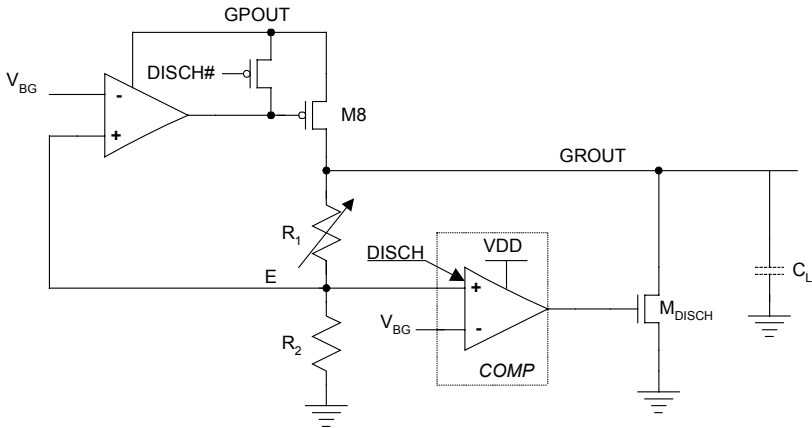 GPOUT
DISCH#
V_BG
-
+
M8
GROUT
R_1
DISCH
VDD
E
+
-
V_BG
COMP
M_DISCH
C_L
R_2